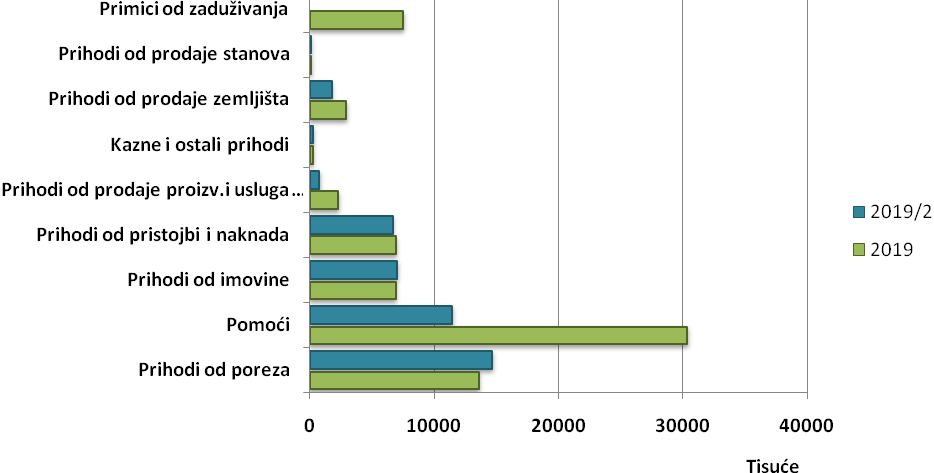 Primici od zaduživanja
Prihodi od prodaje stanova
Prihodi od prodaje zemljišta
Kazne i ostali prihodi
Prihodi od prodaje proizv.i usluga...
Prihodi od pristojbi i naknada
Prihodi od imovine
Pomoći
Prihodi od poreza
2019/2
2019
0 10000 20000 30000 40000
Tisuće